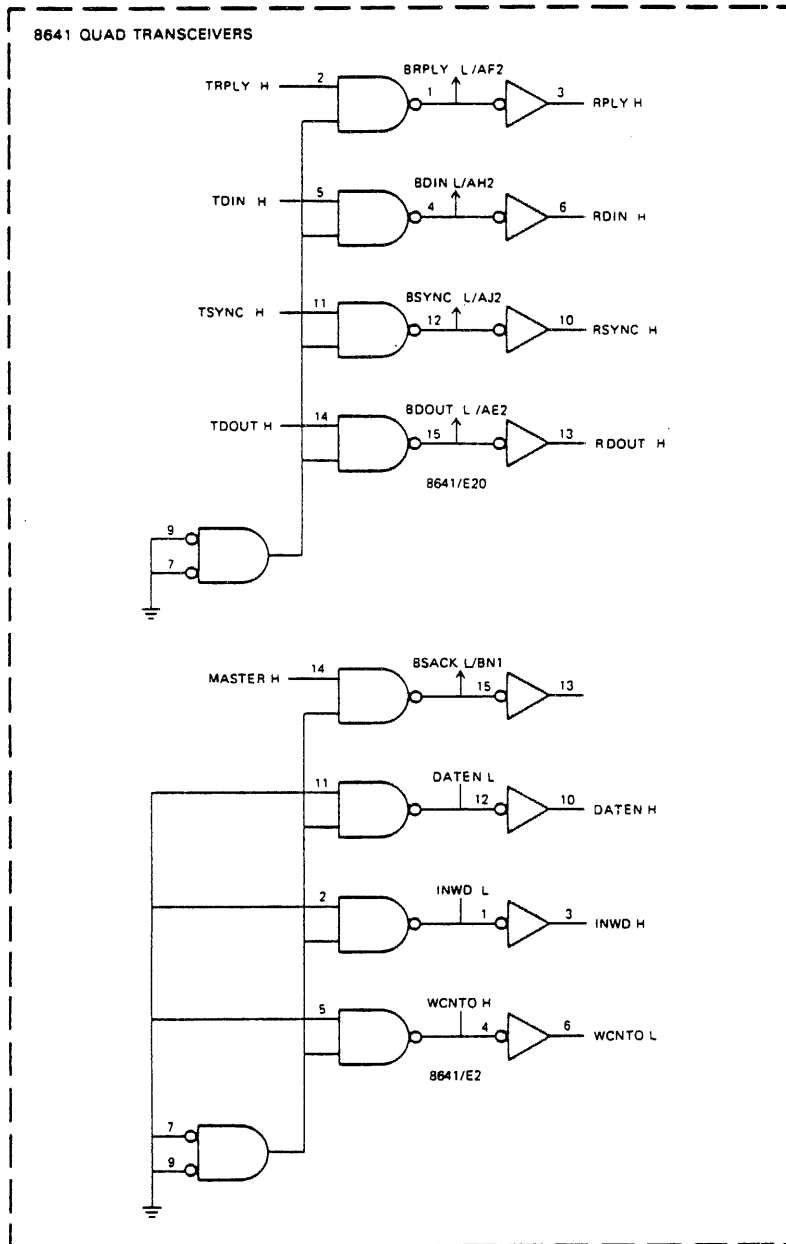 8641 QUAD TRANSCEIVERS
TRPLY H 2 1 BRPLY L/AF2 3 RPLY H
TDIN H 5 4 BDIN L/AH2 6 RDIN H
TSYNC H 11 12 BSYNC L/AJ2 10 RSYNC H
TDOUT H 14 15 BDOUT L/AE2 13 RDOUT H
8641/E20
9
7
MASTER H 14 BSACK L/BN1 15 13
11 DATEN L 12 10 DATEN H
2 INWD L 1 3 INWD H
5 WCNTO H 4 6 WCNTO L
8641/E2
7
9